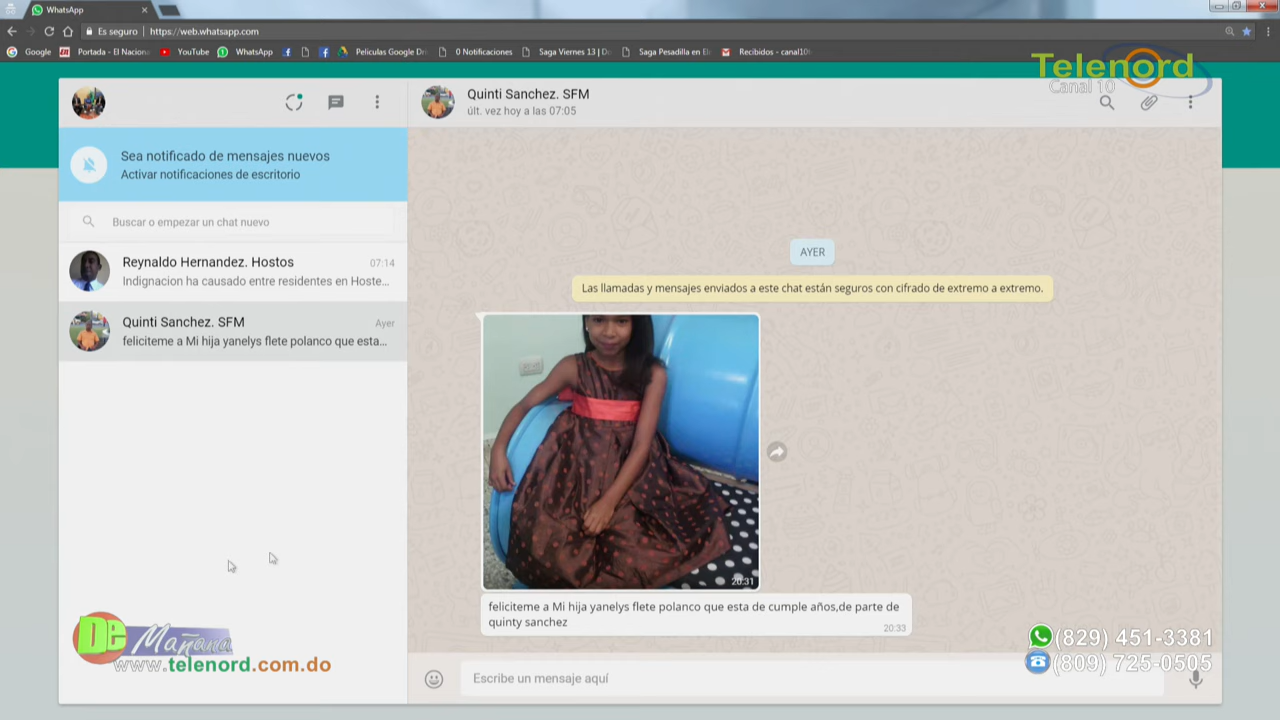 WhatsApp
Es seguro | https://web.whatsapp.com
Google
Portada - El Naciona
YouTube
WhatsApp
Peliculas Google Dri
0 Notificaciones
Saga Viernes 13 | D
Saga Pesadilla en El
Recibidos - canal10t
Telenord
Canal 10
Quinti Sanchez. SFM
últ. vez hoy a las 07:05
Sea notificado de mensajes nuevos
Activar notificaciones de escritorio
Buscar o empezar un chat nuevo
Reynaldo Hernandez. Hostos
07:14
Indignacion ha causado entre residentes en Hoste...
Quinti Sanchez. SFM
Ayer
feliciteme a Mi hija yanelys flete polanco que esta...
AYER
Las llamadas y mensajes enviados a este chat están seguros con cifrado de extremo a extremo.
20:31
feliciteme a Mi hija yanelys flete polanco que esta de cumple años,de parte de
quinty sanchez
20:33
Escribe un mensaje aquí
De Mañana
www.telenord.com.do
(829) 451-3381
(809) 725-0505